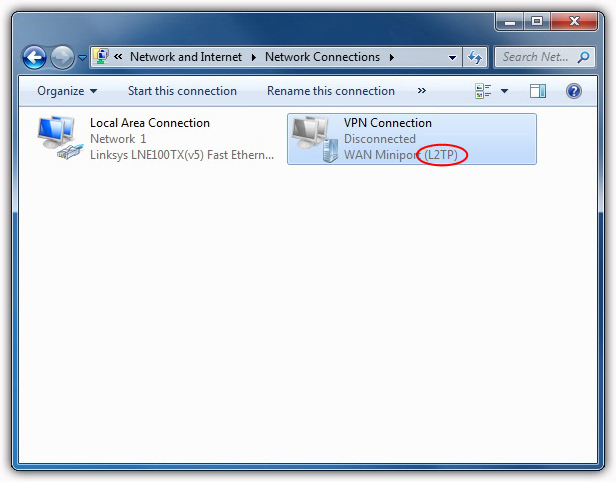 « Network and Internet Network Connections Search Net...
Organize Start this connection Rename this connection »
Local Area Connection
Network 1
Linksys LNE100TX(v5) Fast Ethern...
VPN Connection
Disconnected
WAN Miniport (L2TP)